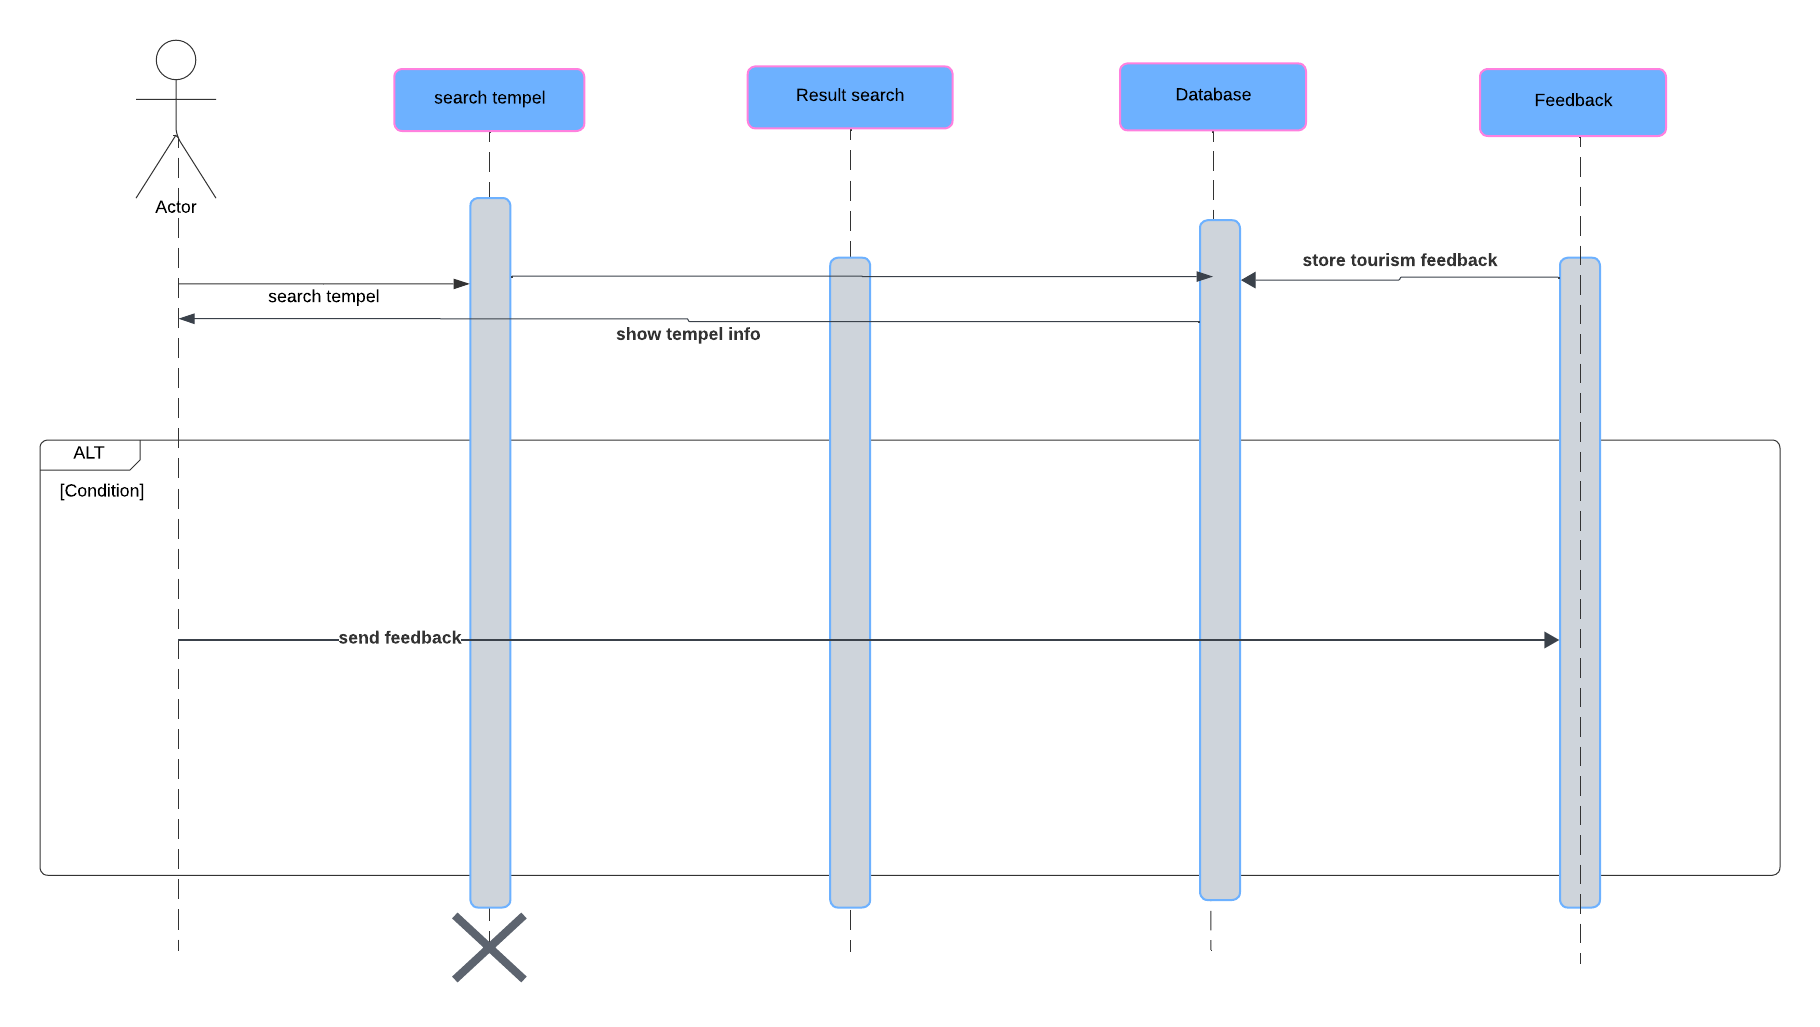 Actor
search tempel
Result search
Database
Feedback
store tourism feedback
search tempel
show tempel info
ALT
[Condition]
send feedback